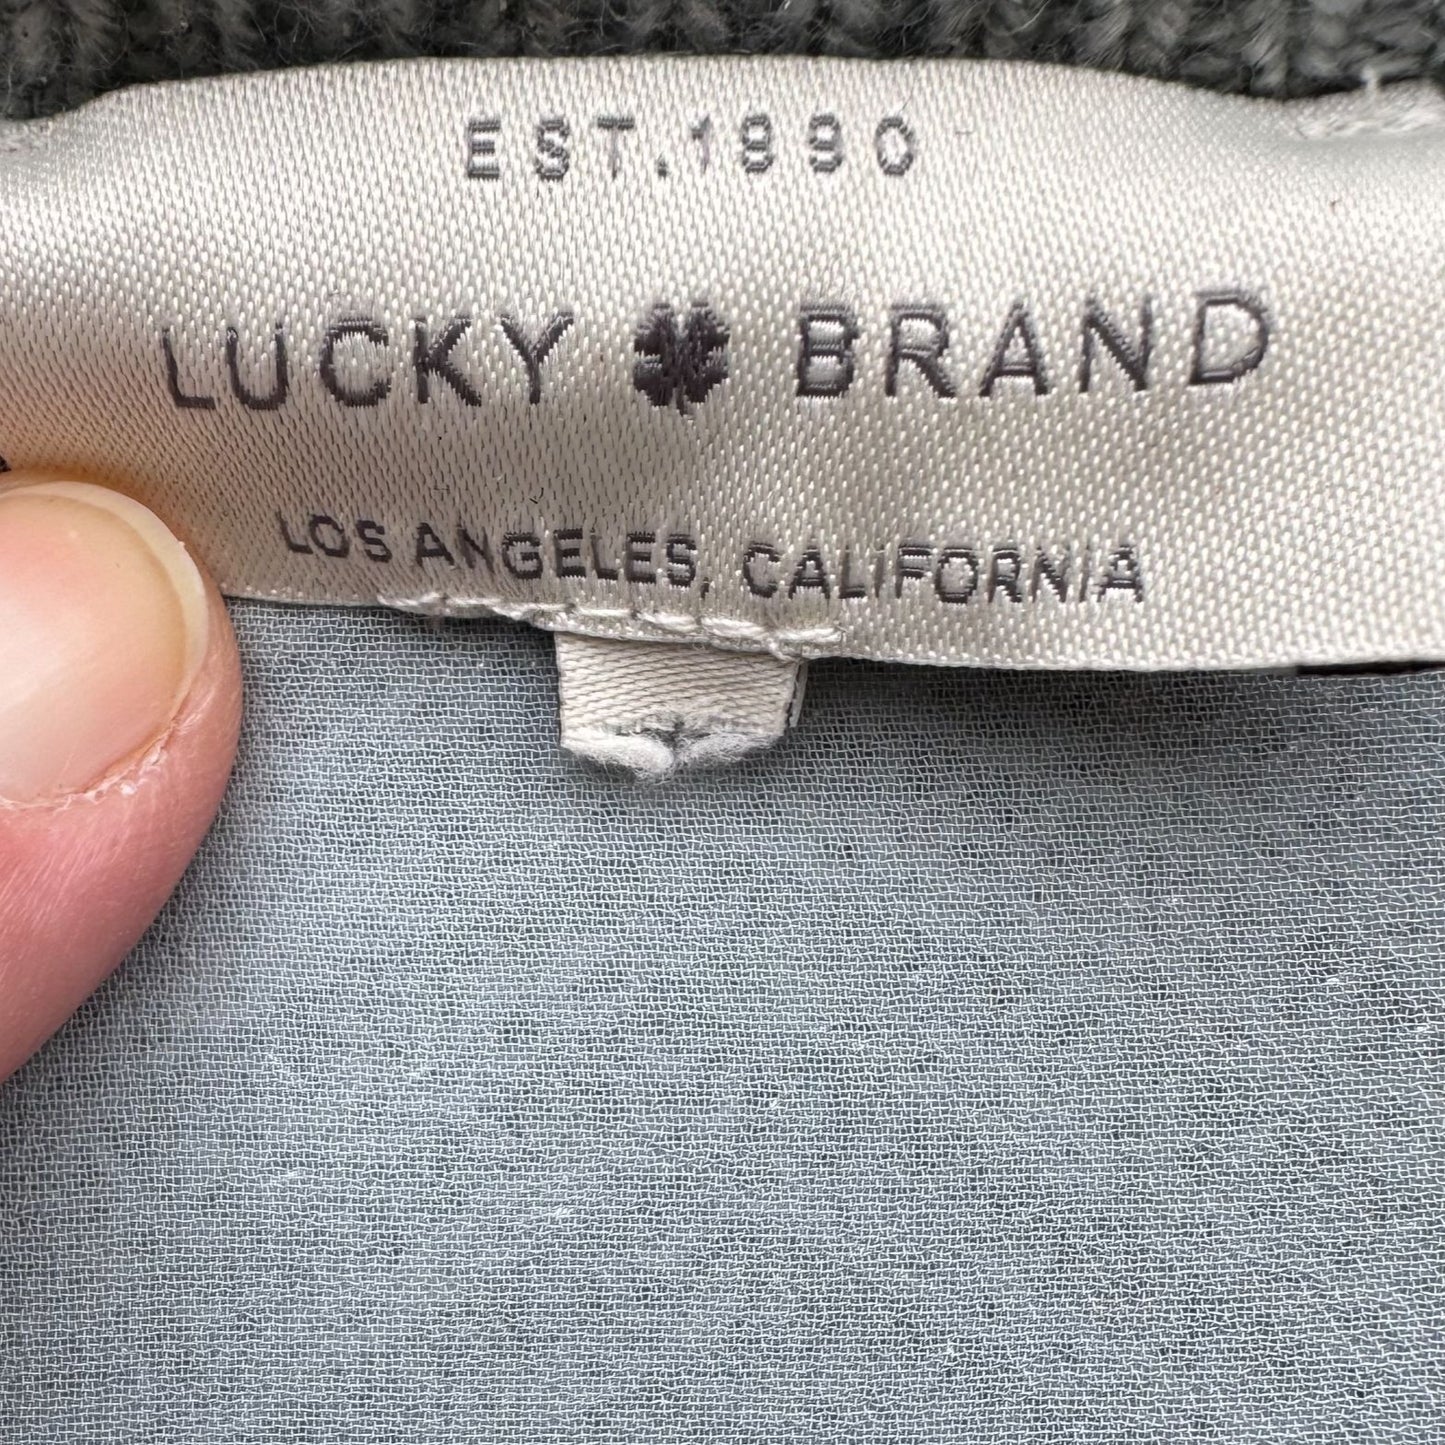 EST.1990
LUCKY BRAND
LOS ANGELES, CALIFORNIA